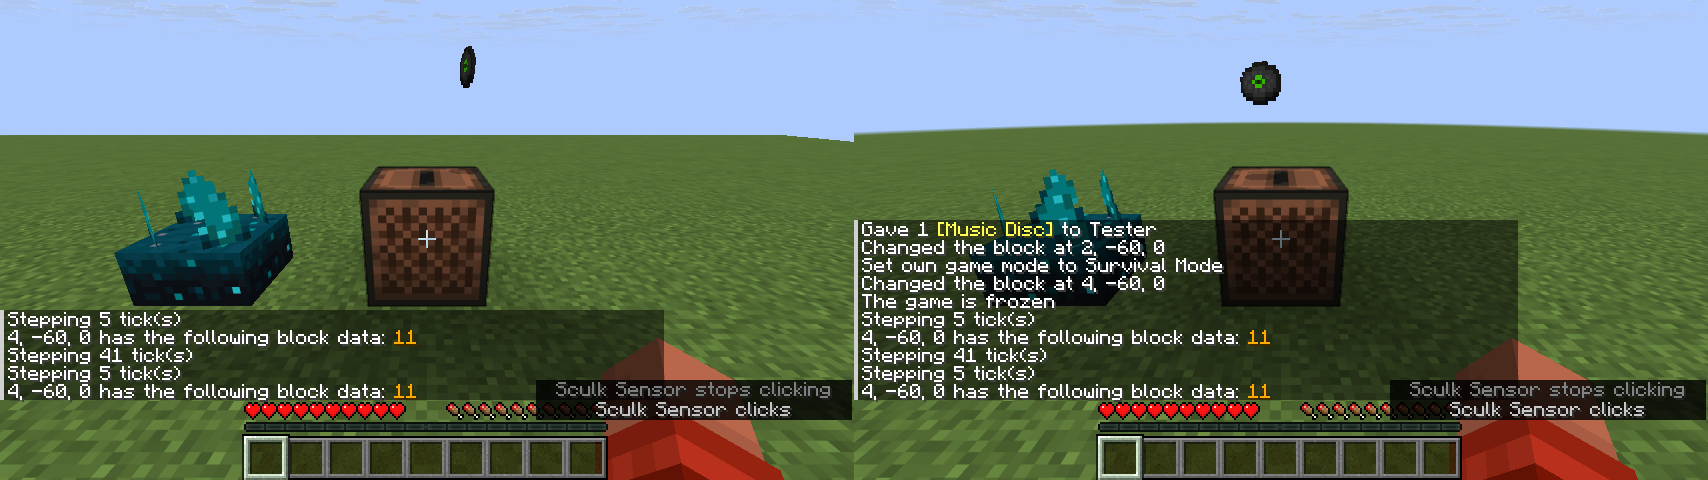 Stepping 5 tick(s)
4, -60, 0 has the following block data: 11
Stepping 41 tick(s)
Stepping 5 tick(s)
4, -60, 0 has the following block data: 11
Sculk Sensor stops clicking
Sculk Sensor clicks
Gave 1 [Music Disc] to Tester
Changed the block at 2, -60, 0
Set own game mode to Survival Mode
Changed the block at 4, -60, 0
The game is frozen
Stepping 5 tick(s)
4, -60, 0 has the following block data: 11
Stepping 41 tick(s)
Stepping 5 tick(s)
4, -60, 0 has the following block data: 11
Sculk Sensor stops clicking
Sculk Sensor clicks